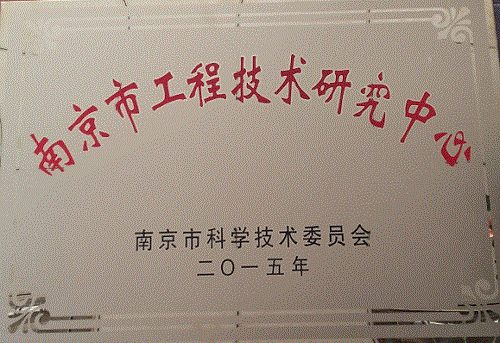 南京市工程技术研究中心
南京市科学技术委员会
二〇一五年